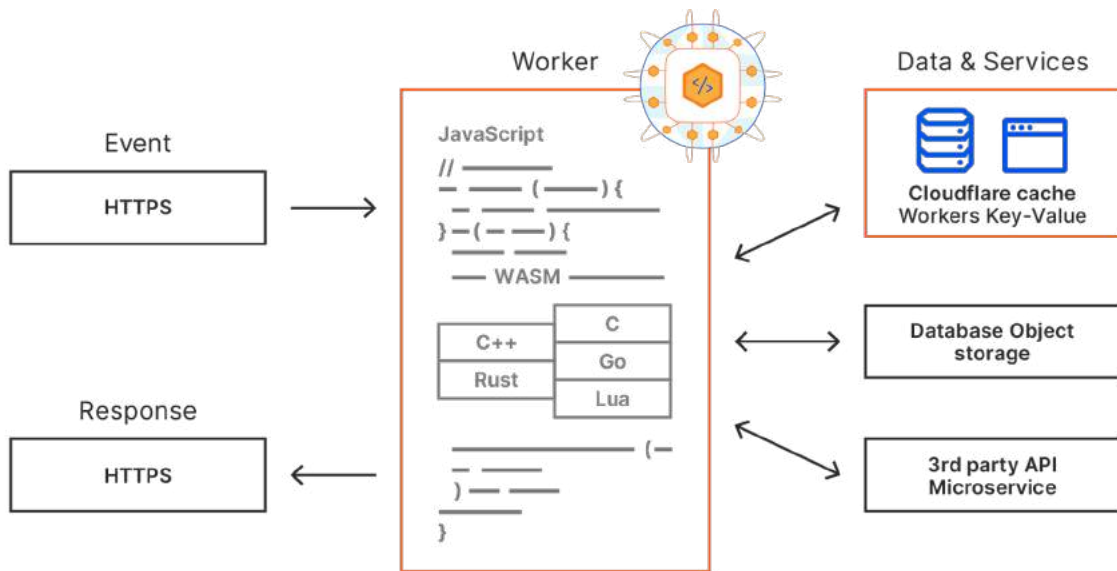 Event
HTTPS
Response
HTTPS
Worker
</>
JavaScript
//
( ) {
} ( ) {
WASM
C++
Rust
C
Go
Lua
(
)
}
Data & Services
Cloudflare cache
Workers Key-Value
Database Object
storage
3rd party API
Microservice